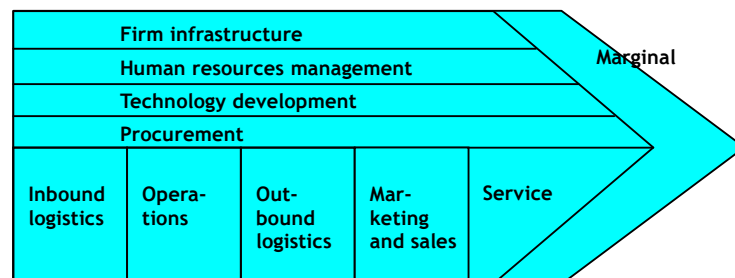 Firm infrastructure
Marginal
Human resources management
Technology development
Procurement
Inbound
logistics
Opera-
tions
Out-
bound
logistics
Mar-
keting
and sales
Service